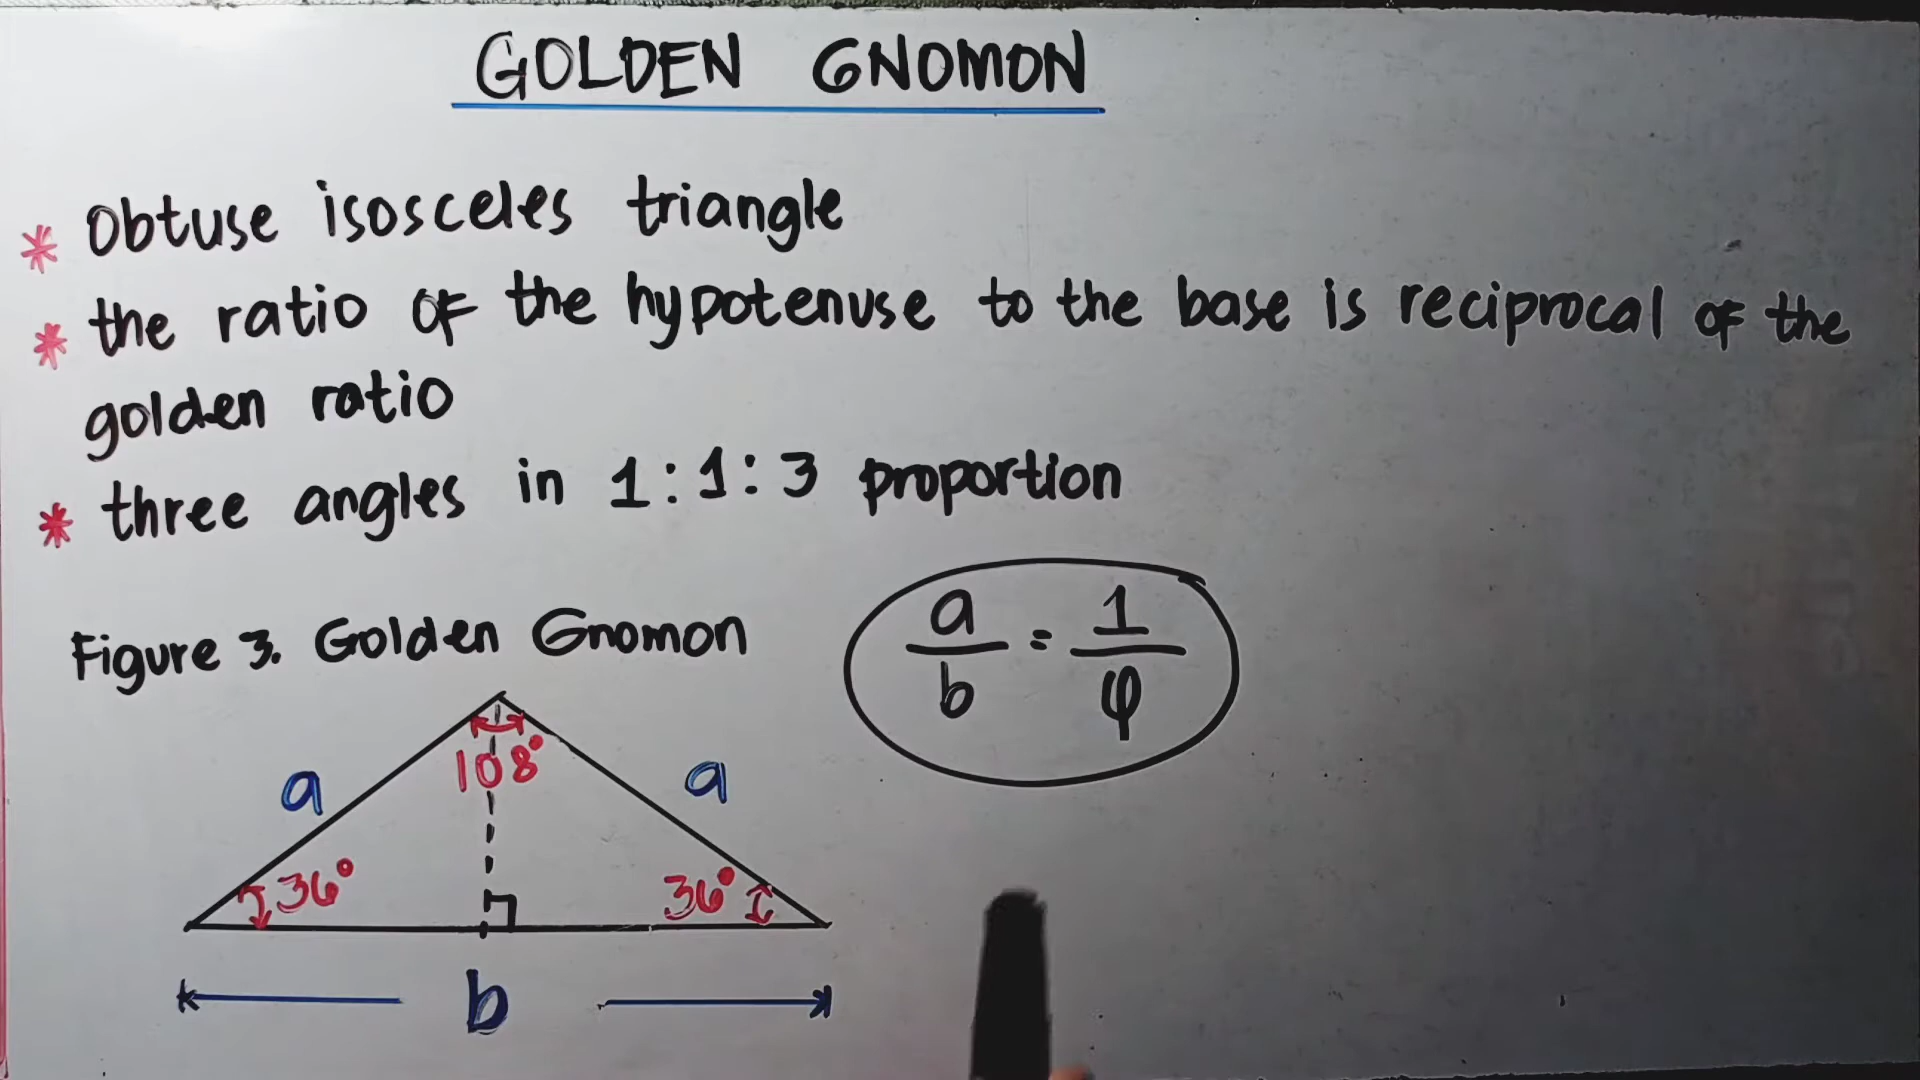 GOLDEN GNOMON
* Obtuse isosceles triangle
* the ratio of the hypotenuse to the base is reciprocal of the
golden ratio
* three angles in 1:1:3 proportion
a/b = 1/φ
Figure 3. Golden Gnomon
108°
a a
36° 36°
b